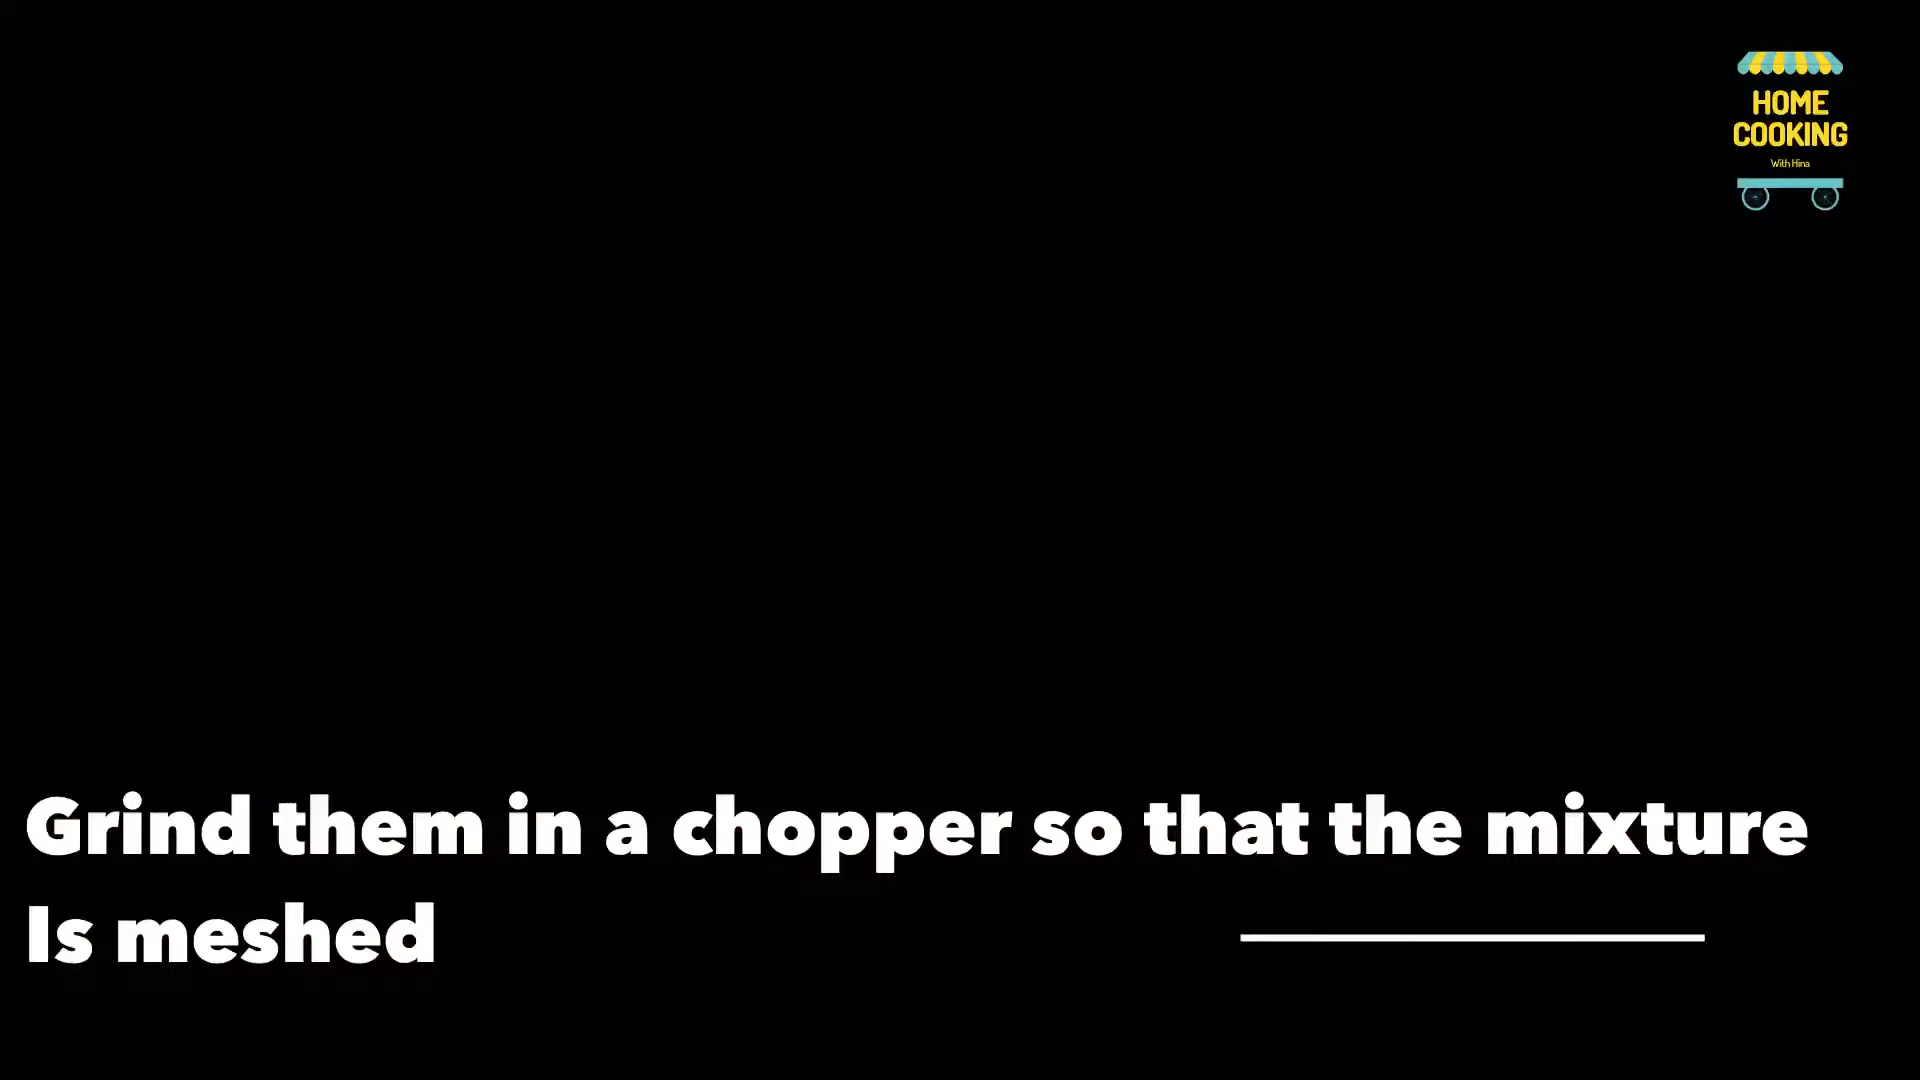 HOME
COOKING
With Hina
Grind them in a chopper so that the mixture
Is meshed